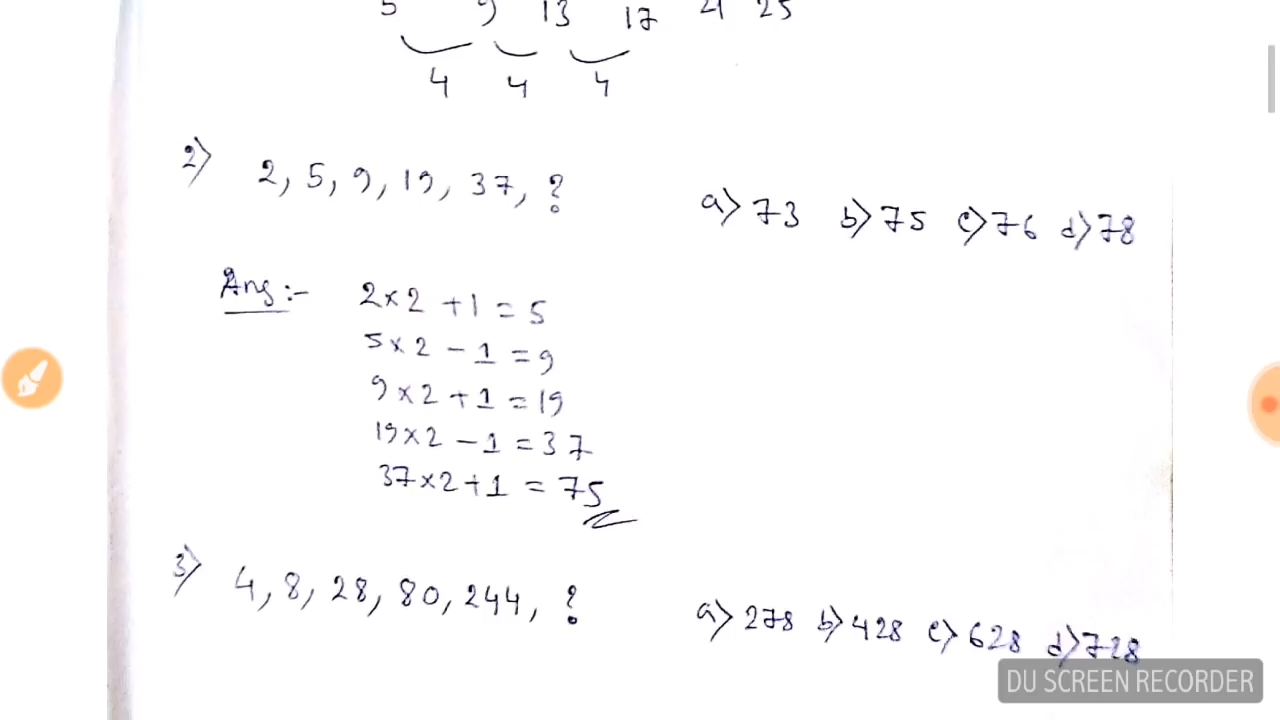 5 9 13 17 21 25
4 4 4
2) 2, 5, 9, 19, 37, ?
a) 73 b) 75 c) 76 d) 78
Ans :- 2×2 +1 = 5
5×2 - 1 = 9
9×2 + 1 = 19
19×2 - 1 = 37
37×2 + 1 = 75
3) 4, 8, 28, 80, 244, ?
a) 278 b) 428 c) 628 d) 728
DU SCREEN RECORDER